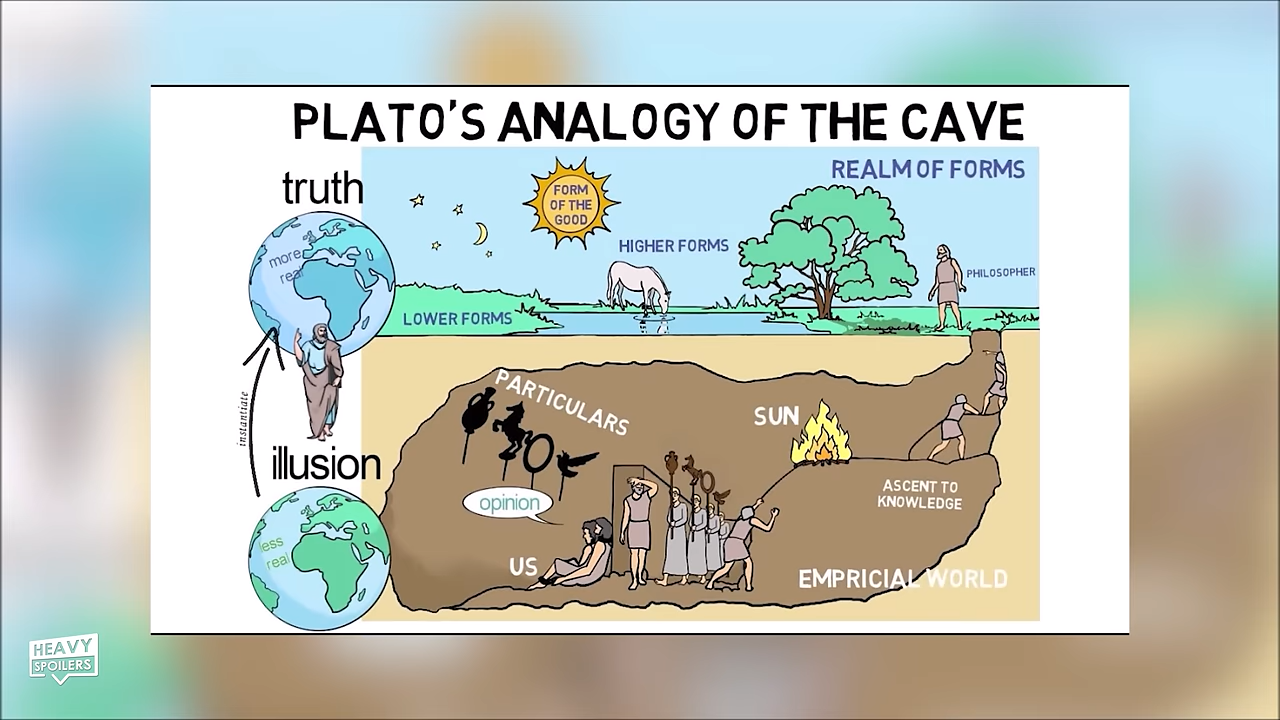 PLATO'S ANALOGY OF THE CAVE
truth
REALM OF FORMS
FORM
OF THE
GOOD
HIGHER FORMS
more
real
PHILOSOPHER
LOWER FORMS
PARTICULARS
SUN
instantiate
illusion
opinion
ASCENT TO
KNOWLEDGE
US
less
real
EMPRICIAL WORLD
HEAVY
SPOILERS